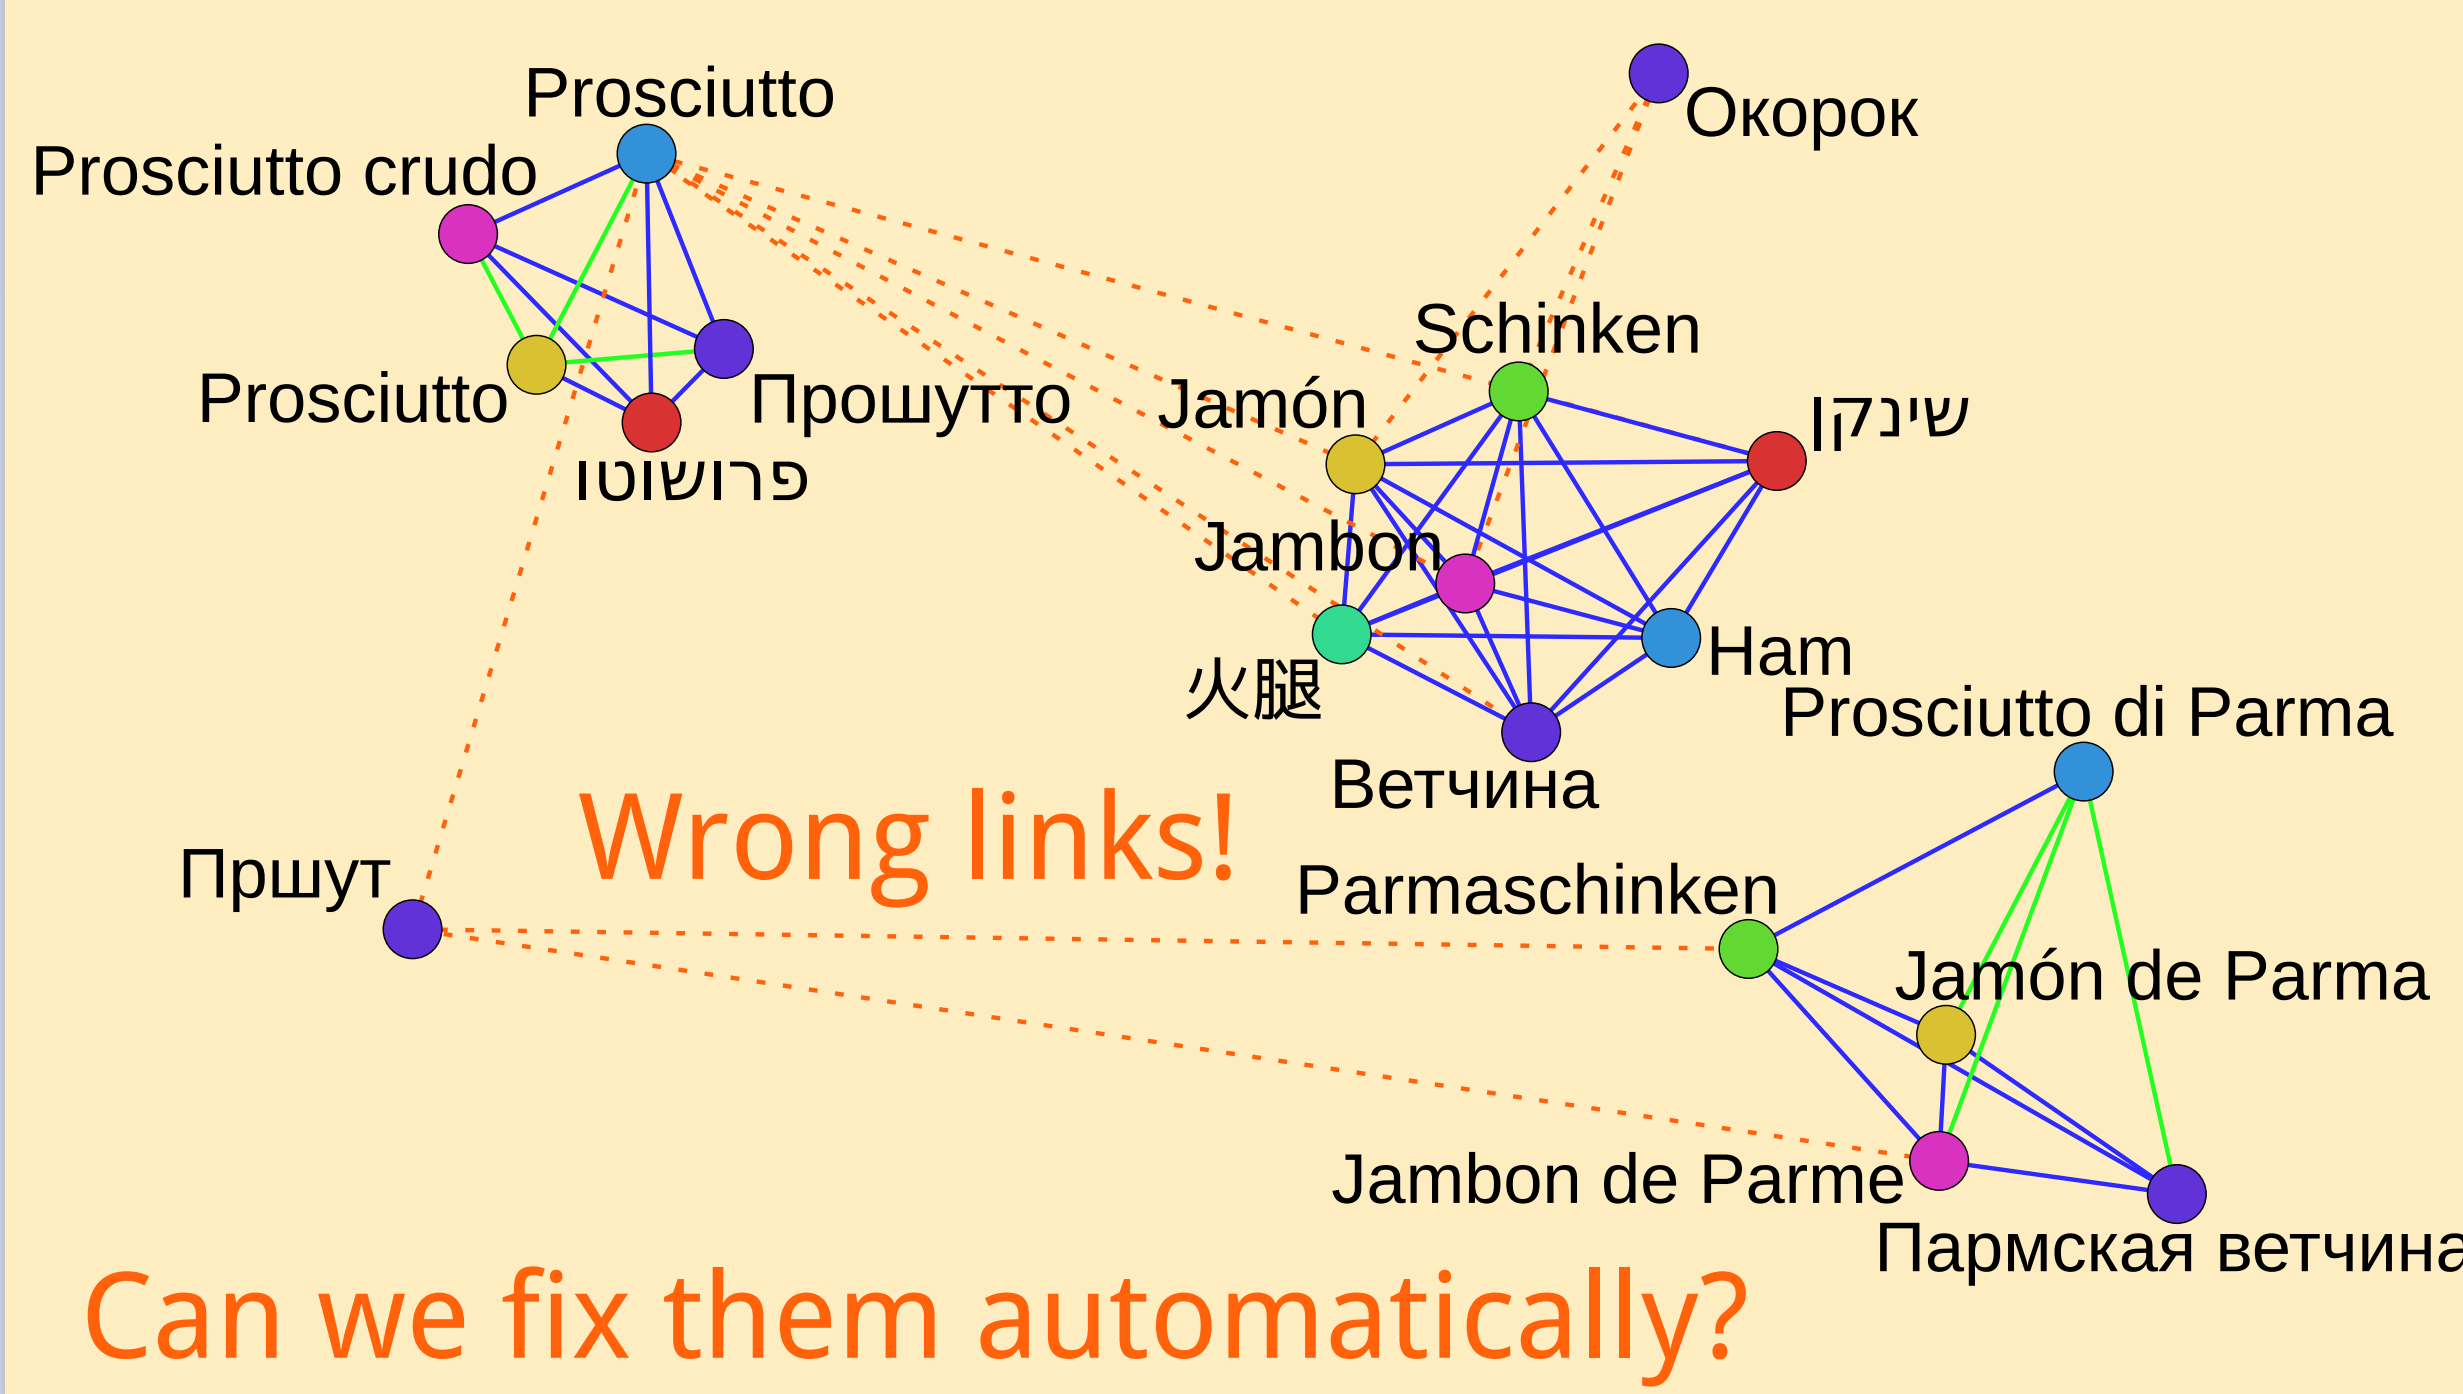 Prosciutto
Окорок
Prosciutto crudo
Schinken
Jamón
שינקן
Prosciutto
Прошутто
פרושוטו
Jambon
Ham
火腿
Prosciutto di Parma
Ветчина
Wrong links!
Пршут
Parmaschinken
Jamón de Parma
Jambon de Parme
Пармская ветчина
Can we fix them automatically?